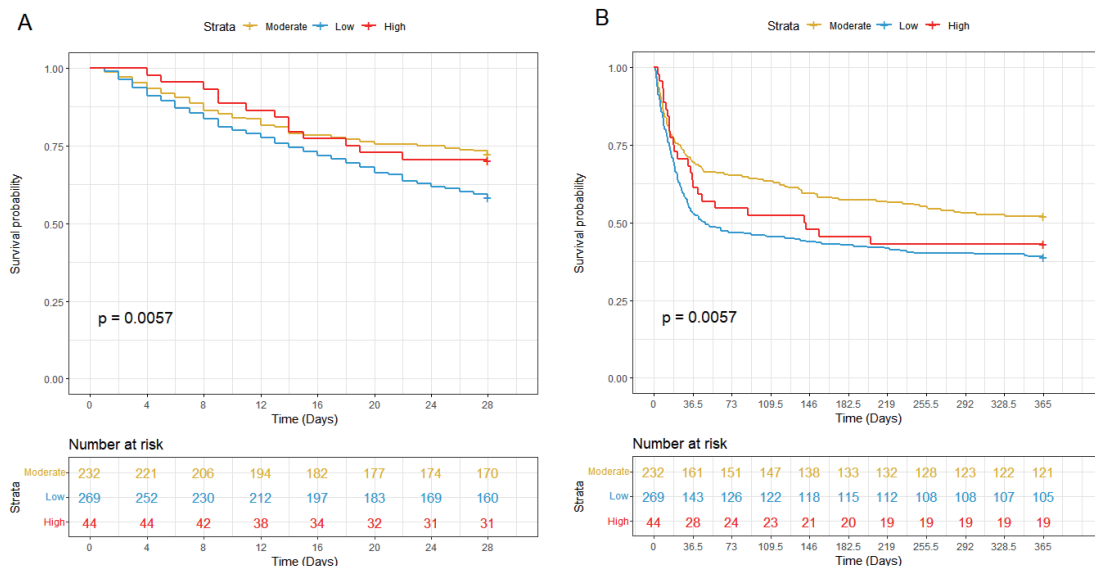 A
Strata Moderate Low High
Survival probability
1.00
0.75
0.50
0.25
0.00
p = 0.0057
0 4 8 12 16 20 24 28
Time (Days)
Number at risk
Strata
Moderate 232 221 206 194 182 177 174 170
Low 269 252 230 212 197 183 169 160
High 44 44 42 38 34 32 31 31
0 4 8 12 16 20 24 28
Time (Days)
B
Strata Moderate Low High
Survival probability
1.00
0.75
0.50
0.25
0.00
p = 0.0057
0 36.5 73 109.5 146 182.5 219 255.5 292 328.5 365
Time (Days)
Number at risk
Strata
Moderate 232 161 151 147 138 133 132 128 123 122 121
Low 269 143 126 122 118 115 112 108 108 107 105
High 44 28 24 23 21 20 19 19 19 19 19
0 36.5 73 109.5 146 182.5 219 255.5 292 328.5 365
Time (Days)